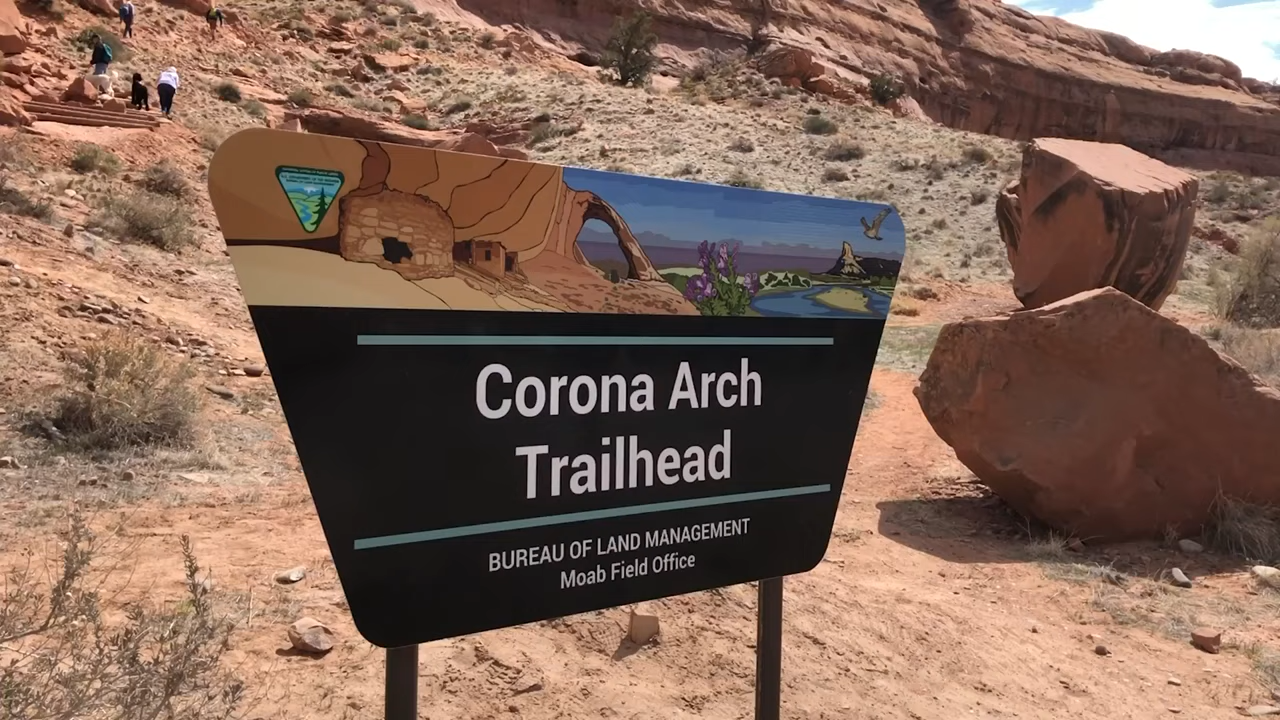 Corona Arch
Trailhead
BUREAU OF LAND MANAGEMENT
Moab Field Office